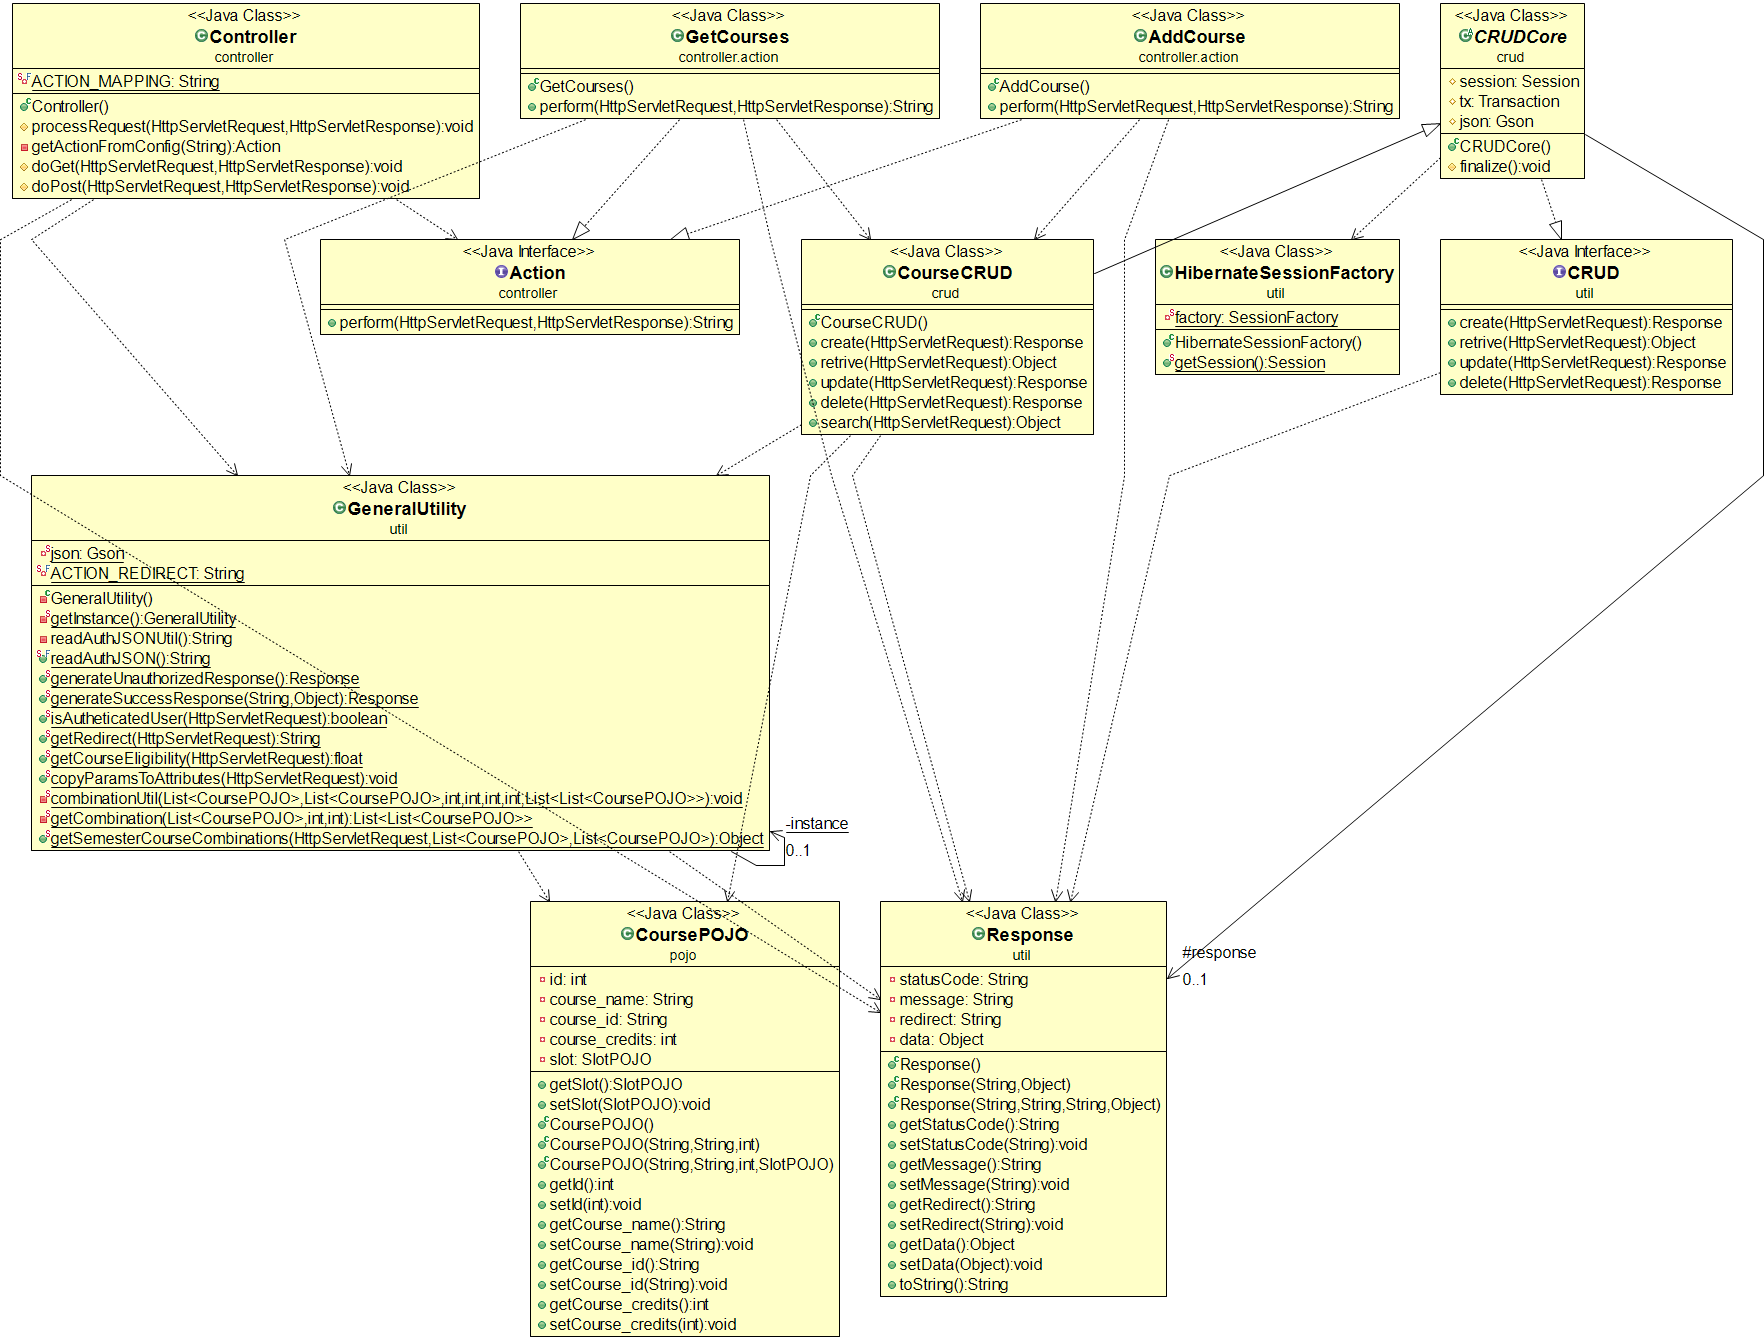 <<Java Class>>
Controller
controller
ACTION_MAPPING: String
Controller()
processRequest(HttpServletRequest,HttpServletResponse):void
getActionFromConfig(String):Action
doGet(HttpServletRequest,HttpServletResponse):void
doPost(HttpServletRequest,HttpServletResponse):void
<<Java Class>>
GetCourses
controller.action
GetCourses()
perform(HttpServletRequest,HttpServletResponse):String
<<Java Class>>
AddCourse
controller.action
AddCourse()
perform(HttpServletRequest,HttpServletResponse):String
<<Java Class>>
CRUDCore
crud
session: Session
tx: Transaction
json: Gson
CRUDCore()
finalize():void
<<Java Interface>>
Action
controller
perform(HttpServletRequest,HttpServletResponse):String
<<Java Class>>
CourseCRUD
crud
CourseCRUD()
create(HttpServletRequest):Response
retrive(HttpServletRequest):Object
update(HttpServletRequest):Response
delete(HttpServletRequest):Response
search(HttpServletRequest):Object
<<Java Class>>
HibernateSessionFactory
util
factory: SessionFactory
HibernateSessionFactory()
getSession():Session
<<Java Interface>>
CRUD
util
create(HttpServletRequest):Response
retrive(HttpServletRequest):Object
update(HttpServletRequest):Response
delete(HttpServletRequest):Response
<<Java Class>>
GeneralUtility
util
json: Gson
ACTION_REDIRECT: String
GeneralUtility()
getInstance():GeneralUtility
readAuthJSONUtil():String
readAuthJSON():String
generateUnauthorizedResponse():Response
generateSuccessResponse(String,Object):Response
isAutheticatedUser(HttpServletRequest):boolean
getRedirect(HttpServletRequest):String
getCourseEligibility(HttpServletRequest):float
copyParamsToAttributes(HttpServletRequest):void
combinationUtil(List<CoursePOJO>,List<CoursePOJO>,int,int,int,int,List<List<CoursePOJO>>):void
getCombination(List<CoursePOJO>,int,int):List<List<CoursePOJO>>
getSemesterCourseCombinations(HttpServletRequest,List<CoursePOJO>,List<CoursePOJO>):Object
-instance
0..1
<<Java Class>>
CoursePOJO
pojo
id: int
course_name: String
course_id: String
course_credits: int
slot: SlotPOJO
getSlot():SlotPOJO
setSlot(SlotPOJO):void
CoursePOJO()
CoursePOJO(String,String,int)
CoursePOJO(String,String,int,SlotPOJO)
getId():int
setId(int):void
getCourse_name():String
setCourse_name(String):void
getCourse_id():String
setCourse_id(String):void
getCourse_credits():int
setCourse_credits(int):void
<<Java Class>>
Response
util
statusCode: String
message: String
redirect: String
data: Object
Response()
Response(String,Object)
Response(String,String,String,Object)
getStatusCode():String
setStatusCode(String):void
getMessage():String
setMessage(String):void
getRedirect():String
setRedirect(String):void
getData():Object
setData(Object):void
toString():String
#response
0..1